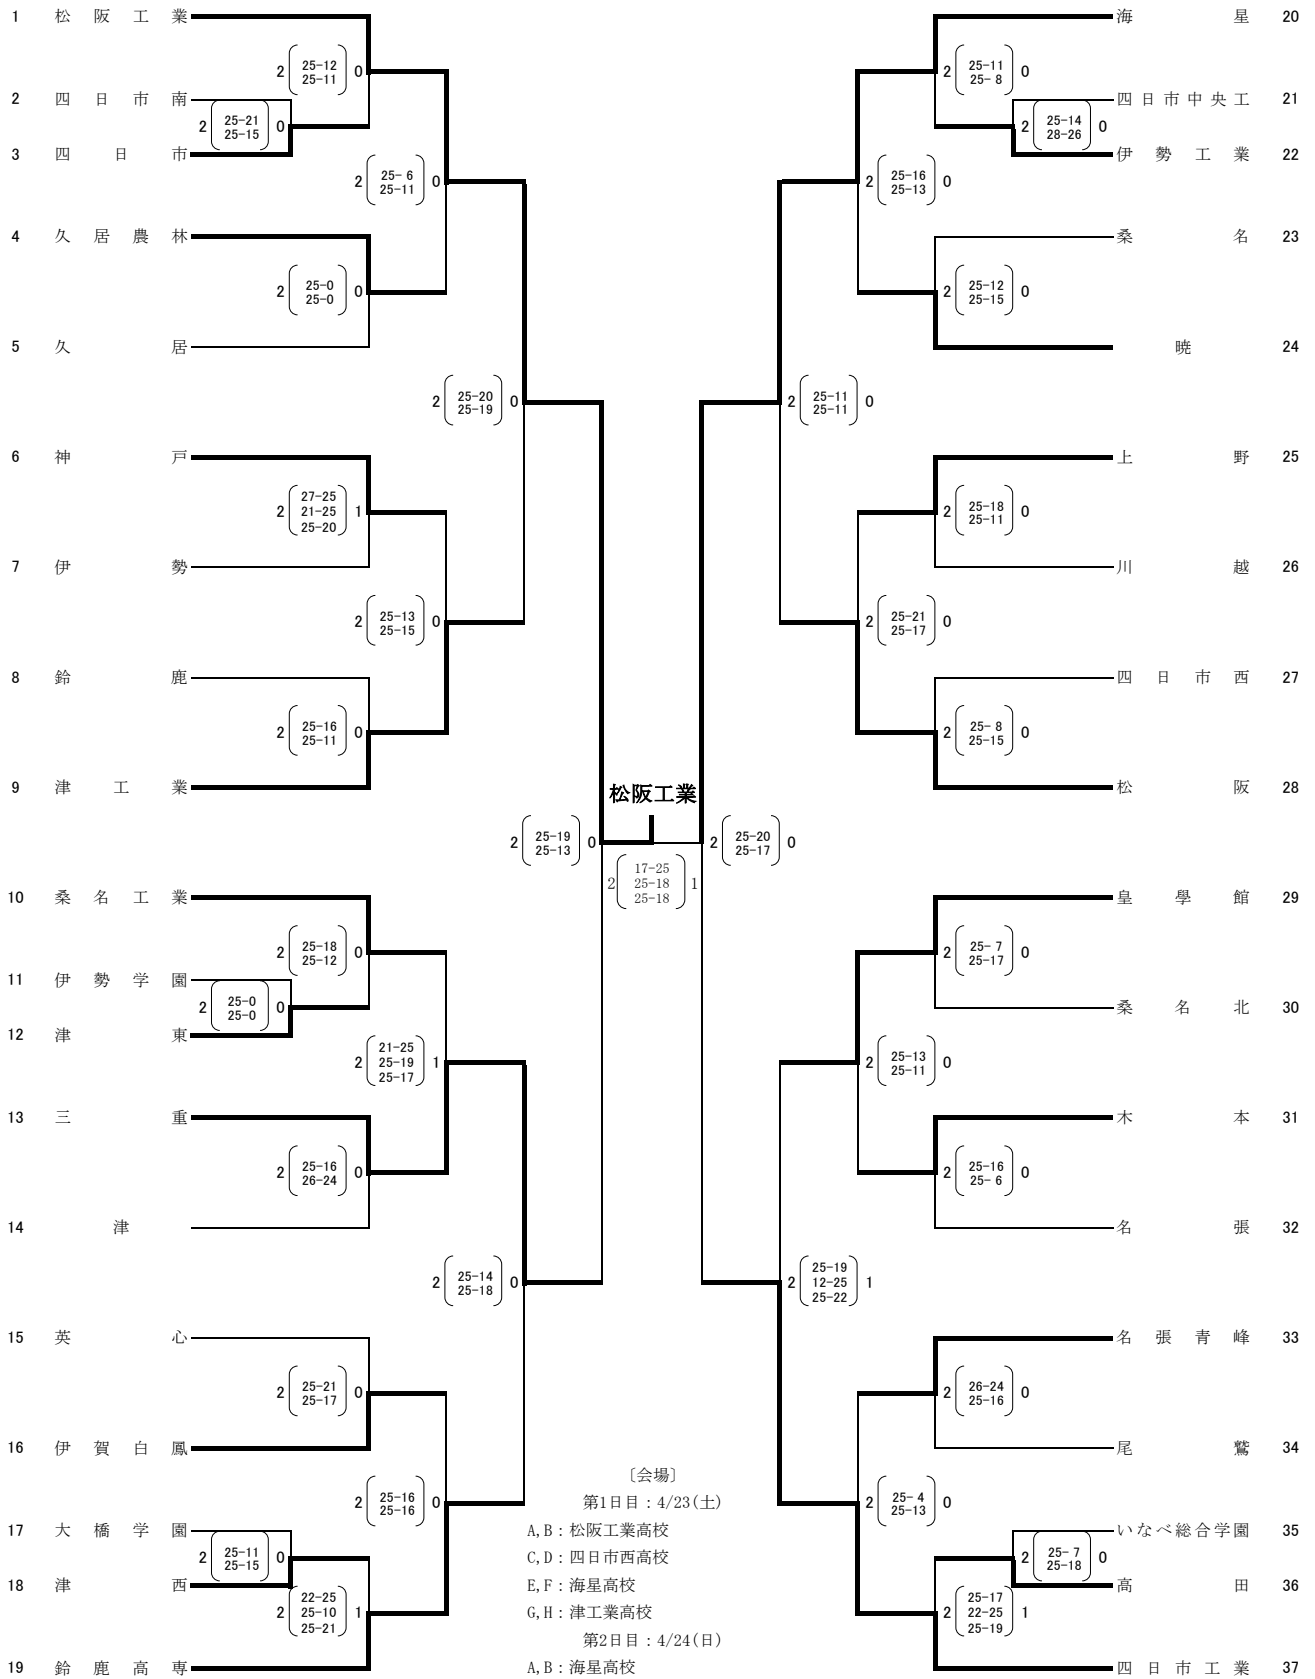 1 松阪工業
2 [25-12 25-11] 0
2 四日市南
2 [25-21 25-15] 0
3 四日市
2 [25- 6 25-11] 0
4 久居農林
2 [25-0 25-0] 0
5 久居
2 [25-20 25-19] 0
6 神戸
2 [27-25 21-25 25-20] 1
7 伊勢
2 [25-13 25-15] 0
8 鈴鹿
2 [25-16 25-11] 0
9 津工業
2 [25-19 25-13] 0
10 桑名工業
2 [25-18 25-12] 0
11 伊勢学園
2 [25-0 25-0] 0
12 津東
2 [21-25 25-19 25-17] 1
13 三重
2 [25-16 26-24] 0
14 津
2 [25-14 25-18] 0
15 英心
2 [25-21 25-17] 0
16 伊賀白鳳
2 [25-16 25-16] 0
17 大橋学園
2 [25-11 25-15] 0
18 津西
2 [22-25 25-10 25-21] 1
19 鈴鹿高専
松阪工業
2 [17-25 25-18 25-18] 1
海星 20
2 [25-11 25- 8] 0
四日市中央工 21
2 [25-14 28-26] 0
伊勢工業 22
2 [25-16 25-13] 0
桑名 23
2 [25-12 25-15] 0
暁 24
2 [25-11 25-11] 0
上野 25
2 [25-18 25-11] 0
川越 26
2 [25-21 25-17] 0
四日市西 27
2 [25- 8 25-15] 0
松阪 28
2 [25-20 25-17] 0
皇學館 29
2 [25- 7 25-17] 0
桑名北 30
2 [25-13 25-11] 0
木本 31
2 [25-16 25- 6] 0
名張 32
2 [25-19 12-25 25-22] 1
名張青峰 33
2 [26-24 25-16] 0
尾鷲 34
2 [25- 4 25-13] 0
いなべ総合学園 35
2 [25- 7 25-18] 0
高田 36
2 [25-17 22-25 25-19] 1
四日市工業 37
〔会場〕
第1日目：4/23(土)
A,B：松阪工業高校
C,D：四日市西高校
E,F：海星高校
G,H：津工業高校
第2日目：4/24(日)
A,B：海星高校